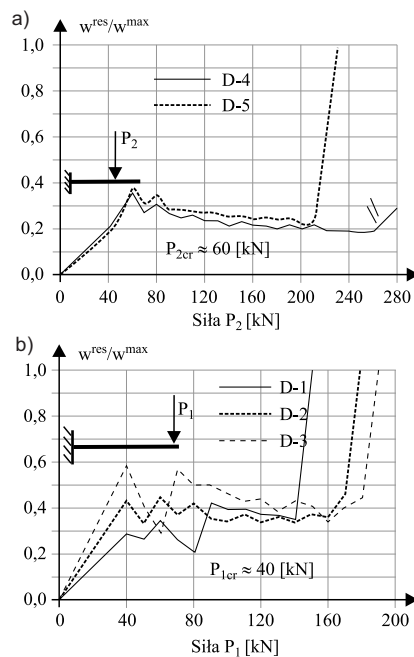 a)
w^res/w^max
1,0
D-4
0,8
D-5
0,6
P₂
0,4
0,2
P₂cr ≈ 60 [kN]
0,0
0 40 80 120 160 200 240 280
Siła P₂ [kN]
b)
w^res/w^max
1,0
D-1
P₁
0,8
D-2
D-3
0,6
0,4
0,2
P₁cr ≈ 40 [kN]
0,0
0 40 80 120 160 200
Siła P₁ [kN]